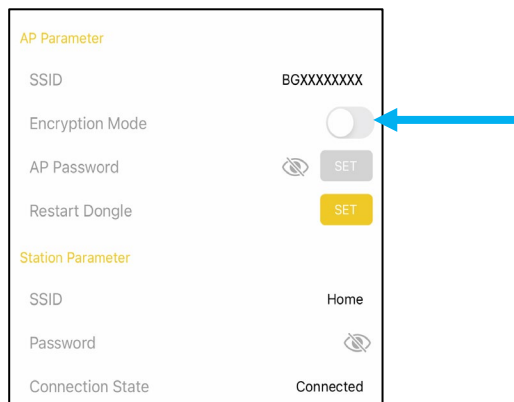 AP Parameter
SSID BGXXXXXXXX
Encryption Mode
AP Password SET
Restart Dongle SET
Station Parameter
SSID Home
Password
Connection State Connected